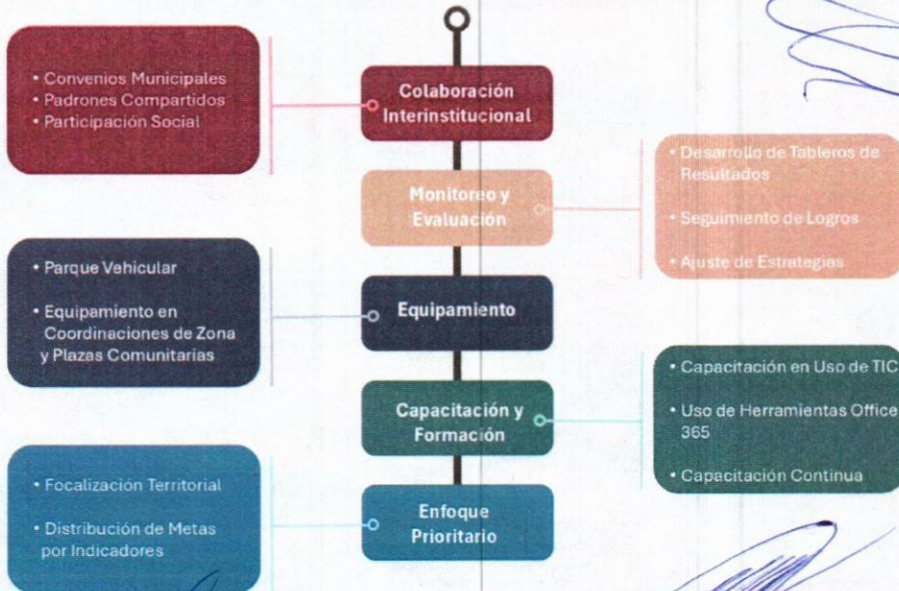 • Convenios Municipales
• Padrones Compartidos
• Participación Social
Colaboración
Interinstitucional
Monitoreo y
Evaluación
• Desarrollo de Tableros de
Resultados
• Seguimiento de Logros
• Ajuste de Estrategias
• Parque Vehicular
• Equipamiento en
Coordinaciones de Zona
y Plazas Comunitarias
Equipamiento
Capacitación y
Formación
• Capacitación en Uso de TIC
• Uso de Herramientas Office
365
• Capacitación Continua
• Focalización Territorial
• Distribución de Metas
por Indicadores
Enfoque
Prioritario